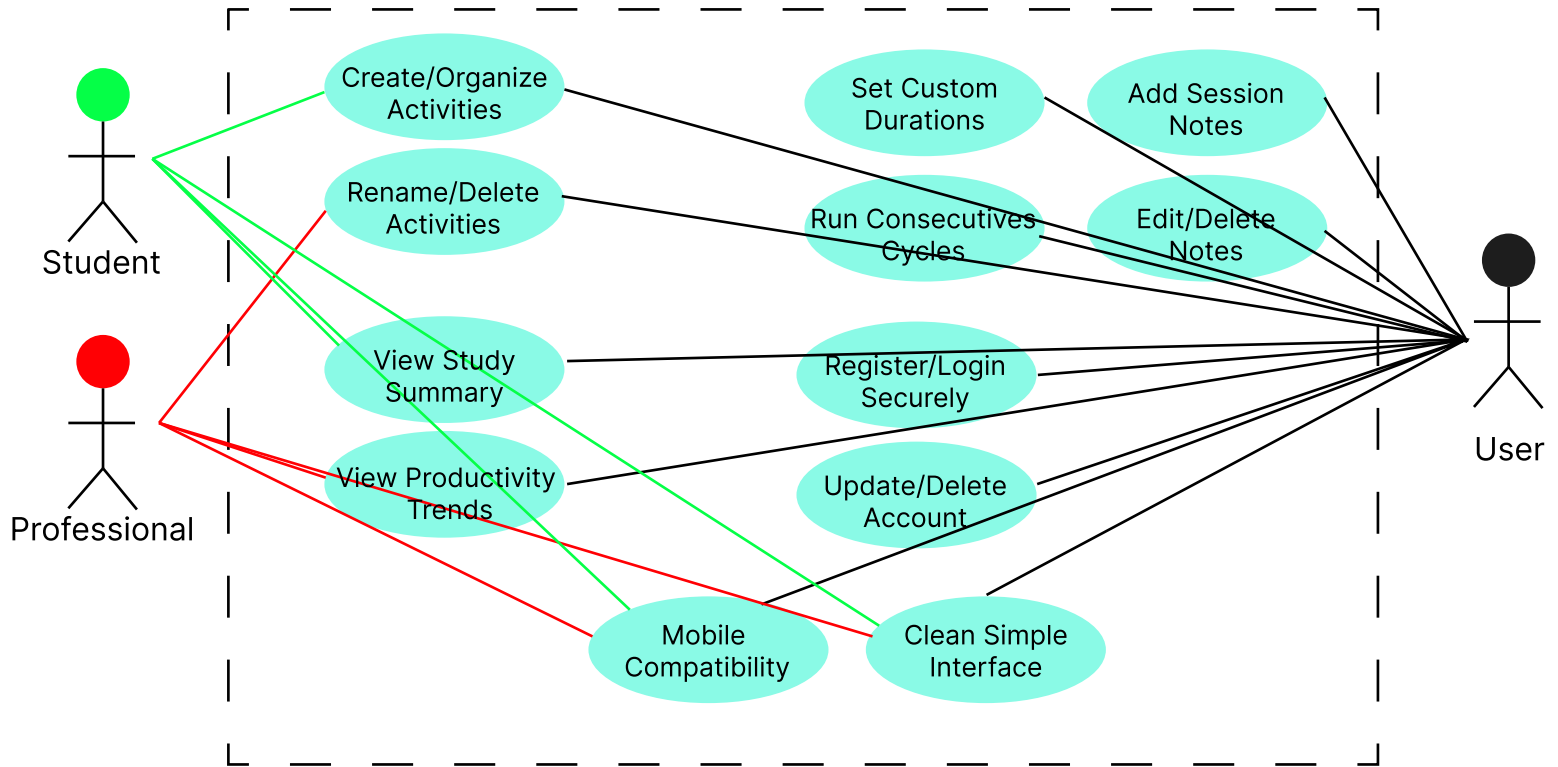 Create/Organize
Activities
Set Custom
Durations
Add Session
Notes
Rename/Delete
Activities
Run Consecutives
Cycles
Edit/Delete
Notes
Student
View Study
Summary
Register/Login
Securely
User
View Productivity
Trends
Update/Delete
Account
Professional
Mobile
Compatibility
Clean Simple
Interface